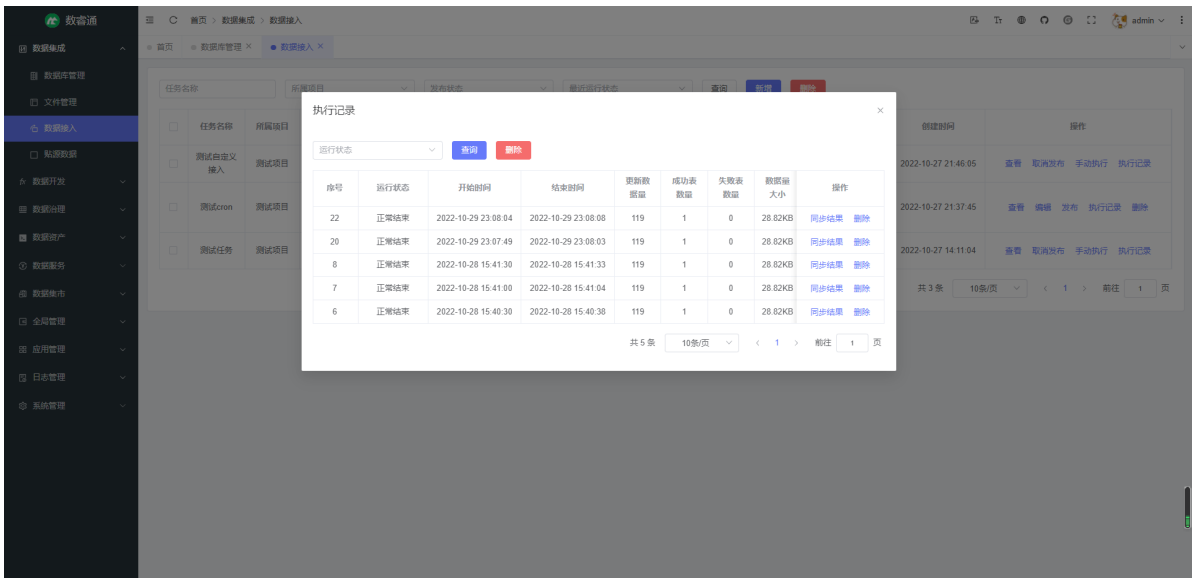 数睿通
首页 > 数据集成 > 数据接入
admin
数据集成
数据库管理
文件管理
数据接入
贴源数据
数据开发
数据治理
数据资产
数据服务
数据集市
全局管理
应用管理
日志管理
系统管理
首页 数据库管理 × 数据接入 ×
任务名称 所属项目 发布状态 最近运行状态 查询 新增 删除
任务名称 所属项目 创建时间 操作
测试自定义接入 测试项目 2022-10-27 21:46:05 查看 取消发布 手动执行 执行记录
测试cron 测试项目 2022-10-27 21:37:45 查看 编辑 发布 执行记录 删除
测试任务 测试项目 2022-10-27 14:11:04 查看 取消发布 手动执行 执行记录
共 3 条 10条/页 < 1 > 前往 1 页
执行记录 ×
运行状态 查询 删除
序号 运行状态 开始时间 结束时间 更新数据量 成功表数量 失败表数量 数据量大小 操作
22 正常结束 2022-10-29 23:08:04 2022-10-29 23:08:08 119 1 0 28.82KB 同步结果 删除
20 正常结束 2022-10-29 23:07:49 2022-10-29 23:08:03 119 1 0 28.82KB 同步结果 删除
8 正常结束 2022-10-28 15:41:30 2022-10-28 15:41:33 119 1 0 28.82KB 同步结果 删除
7 正常结束 2022-10-28 15:41:00 2022-10-28 15:41:04 119 1 0 28.82KB 同步结果 删除
6 正常结束 2022-10-28 15:40:30 2022-10-28 15:40:38 119 1 0 28.82KB 同步结果 删除
共 5 条 10条/页 < 1 > 前往 1 页